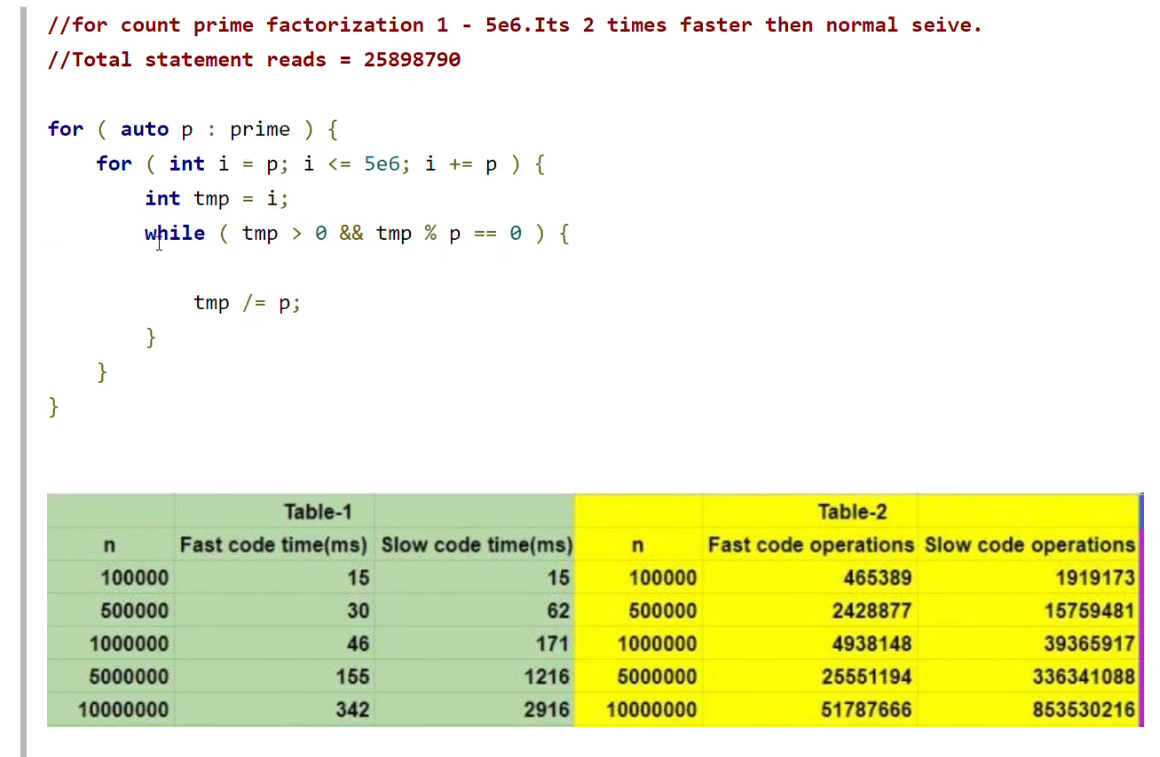 //for count prime factorization 1 - 5e6.Its 2 times faster then normal seive.
//Total statement reads = 25898790
for ( auto p : prime ) {
for ( int i = p; i <= 5e6; i += p ) {
int tmp = i;
while ( tmp > 0 && tmp % p == 0 ) {
tmp /= p;
}
}
}
Table-1 Table-2
n Fast code time(ms) Slow code time(ms) n Fast code operations Slow code operations
100000 15 15 100000 465389 1919173
500000 30 62 500000 2428877 15759481
1000000 46 171 1000000 4938148 39365917
5000000 155 1216 5000000 25551194 336341088
10000000 342 2916 10000000 51787666 853530216